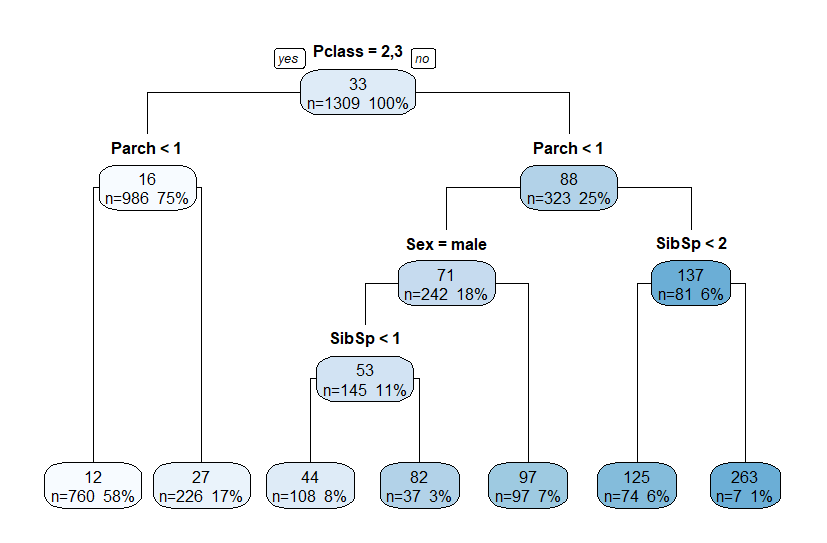 Pclass = 2,3
yes
no
33
n=1309 100%
Parch < 1
Parch < 1
16
n=986 75%
88
n=323 25%
Sex = male
SibSp < 2
71
n=242 18%
137
n=81 6%
SibSp < 1
53
n=145 11%
12
n=760 58%
27
n=226 17%
44
n=108 8%
82
n=37 3%
97
n=97 7%
125
n=74 6%
263
n=7 1%